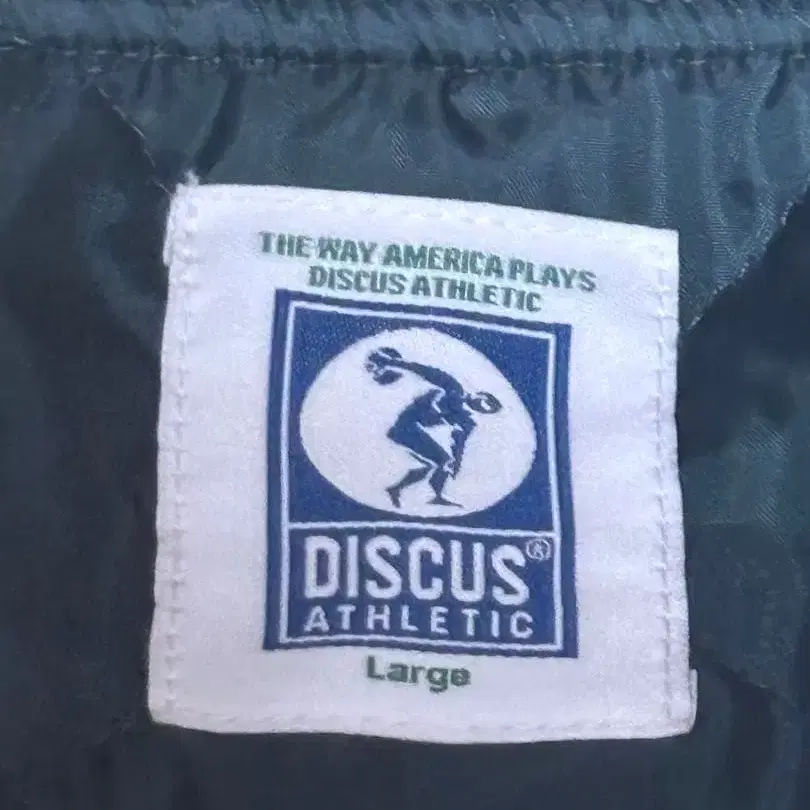 THE WAY AMERICA PLAYS
DISCUS ATHLETIC
DISCUS®
ATHLETIC
Large